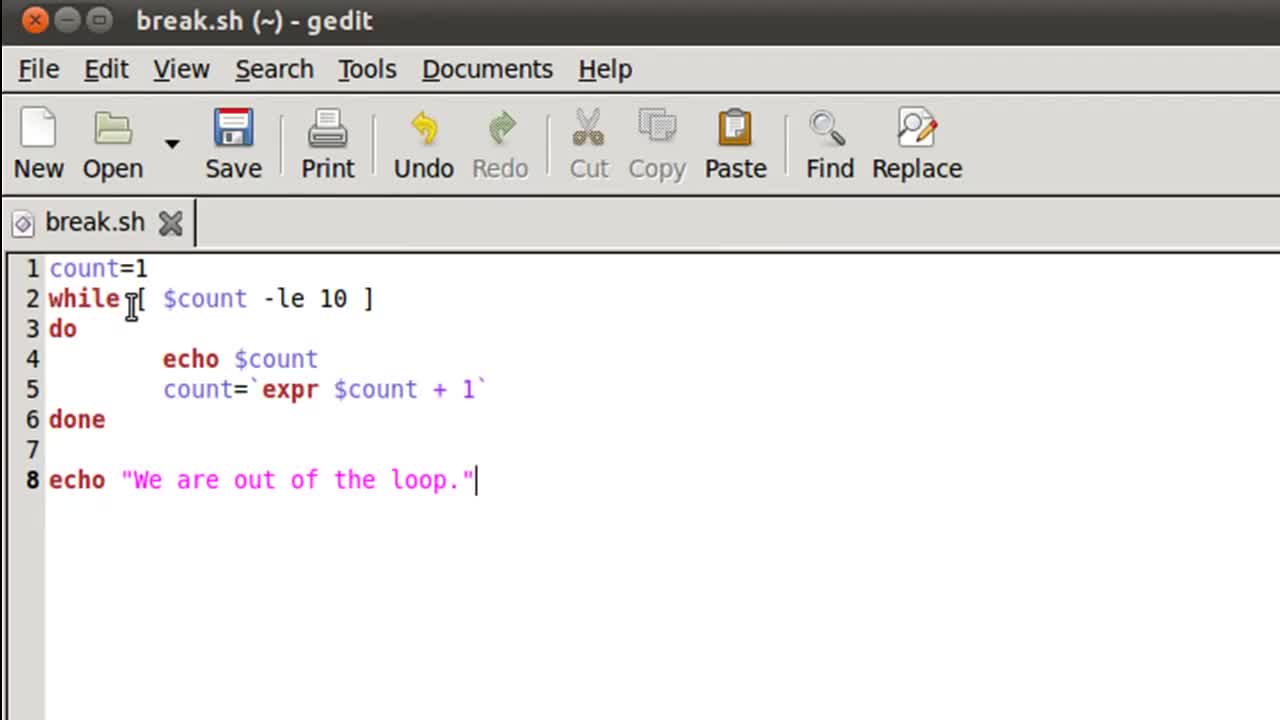 break.sh (~) - gedit
File Edit View Search Tools Documents Help
New Open Save Print Undo Redo Cut Copy Paste Find Replace
break.sh
1 count=1
2 while [ $count -le 10 ]
3 do
4         echo $count
5         count=`expr $count + 1`
6 done
7
8 echo "We are out of the loop."